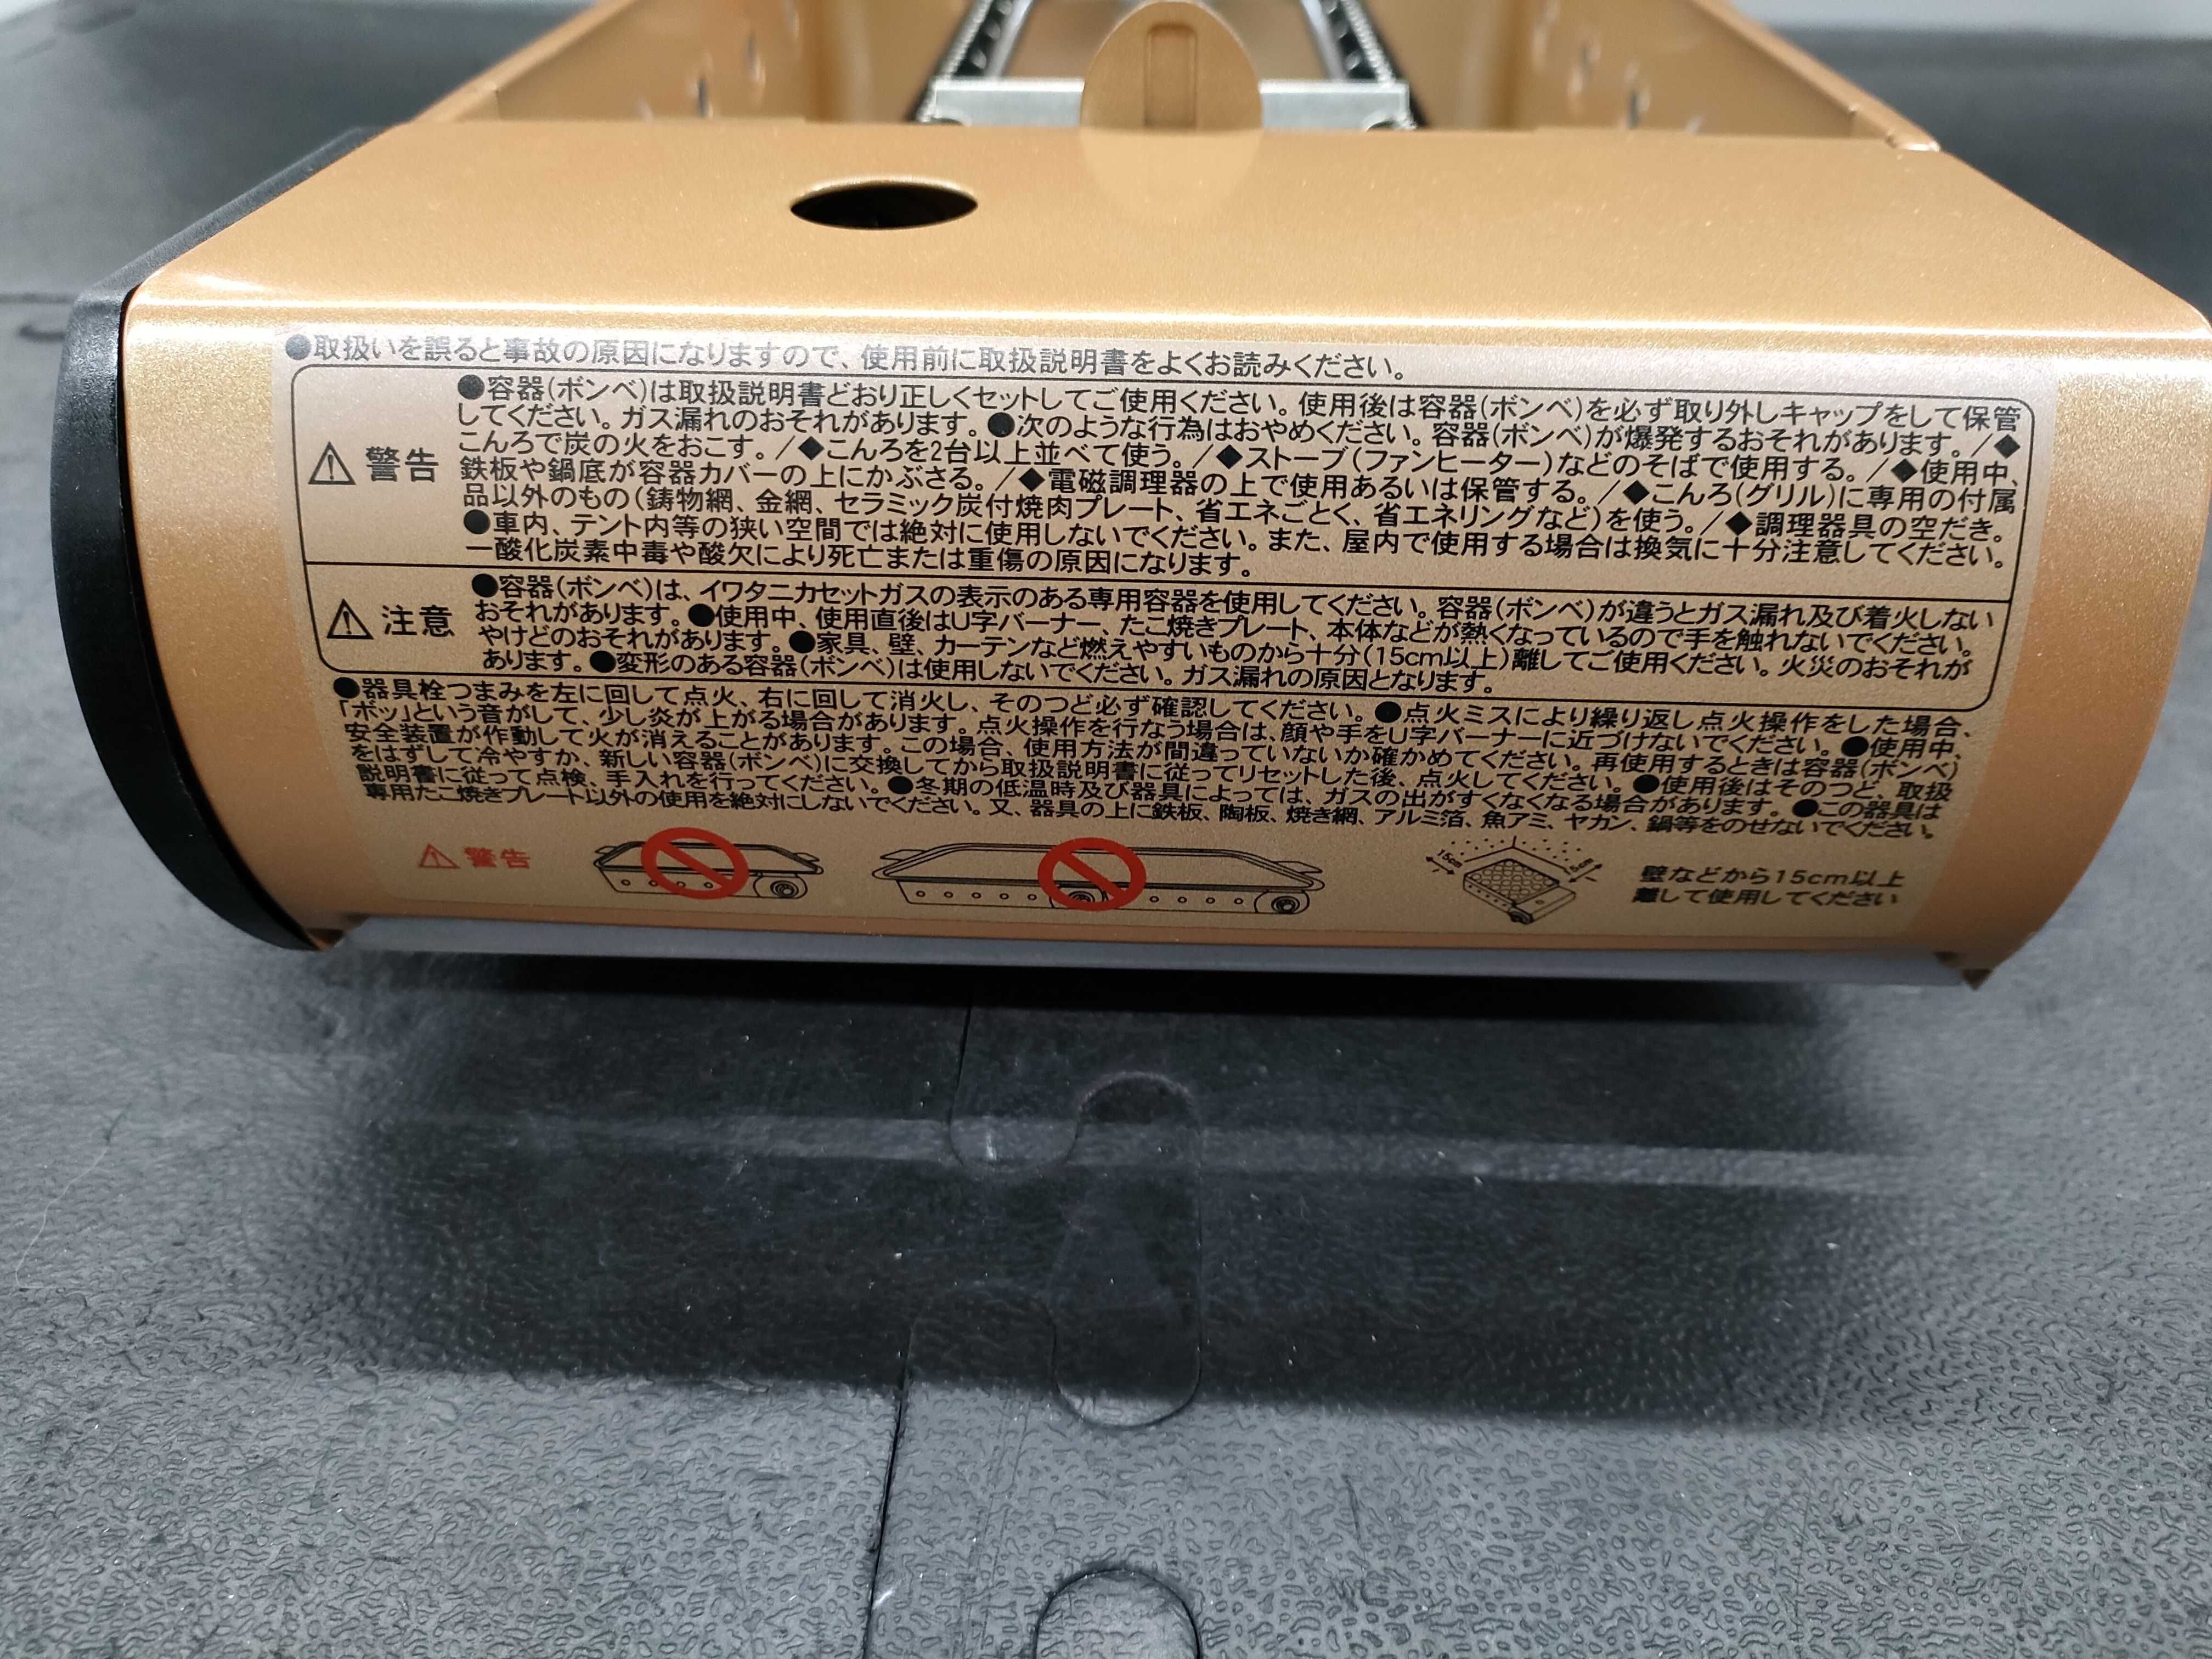 ●取扱いを誤ると事故の原因になりますので、使用前に取扱説明書をよくお読みください。
⚠警告
●容器(ボンベ)は取扱説明書どおり正しくセットしてご使用ください。使用後は容器(ボンベ)を必ず取り外しキャップをして保管
してください。ガス漏れのおそれがあります。●次のような行為はおやめください。容器(ボンベ)が爆発するおそれがあります。/◆
こんろで炭の火をおこす。/◆こんろを2台以上並べて使う。/◆ストーブ(ファンヒーター)などのそばで使用する。/◆使用中、
鉄板や鍋底が容器カバーの上にかぶさる。/◆電磁調理器の上で使用あるいは保管する。/◆こんろ(グリル)に専用の付属
品以外のもの(鋳物網、金網、セラミック炭付焼肉プレート、省エネごとく、省エネリングなど)を使う。/◆調理器具の空だき。
●車内、テント内等の狭い空間では絶対に使用しないでください。また、屋内で使用する場合は換気に十分注意してください。
一酸化炭素中毒や酸欠により死亡または重傷の原因になります。
⚠注意
●容器(ボンベ)は、イワタニカセットガスの表示のある専用容器を使用してください。容器(ボンベ)が違うとガス漏れ及び着火しない
おそれがあります。●使用中、使用直後はU字バーナー、たこ焼きプレート、本体などが熱くなっているので手を触れないでください。
やけどのおそれがあります。●家具、壁、カーテンなど燃えやすいものから十分(15cm以上)離してご使用ください。火災のおそれが
あります。●変形のある容器(ボンベ)は使用しないでください。ガス漏れの原因となります。
●器具栓つまみを左に回して点火、右に回して消火し、そのつど必ず確認してください。●点火ミスにより繰り返し点火操作をした場合、
「ボッ」という音がして、少し炎が上がる場合があります。点火操作を行なう場合は、顔や手をU字バーナーに近づけないでください。●使用中、
安全装置が作動して火が消えることがあります。この場合、使用方法が間違っていないか確かめてください。再使用するときは容器(ボンベ)
をはずして冷やすか、新しい容器(ボンベ)に交換してから取扱説明書に従ってリセットした後、点火してください。●使用後はそのつど、取扱
説明書に従って点検、手入れを行ってください。●冬期の低温時及び器具によっては、ガスの出がすくなくなる場合があります。●この器具は
専用たこ焼きプレート以外の使用を絶対にしないでください。又、器具の上に鉄板、陶板、焼き網、アルミ箔、魚アミ、ヤカン、鍋等をのせないでください。
⚠警告
15cm
15cm
壁などから15cm以上
離して使用してください